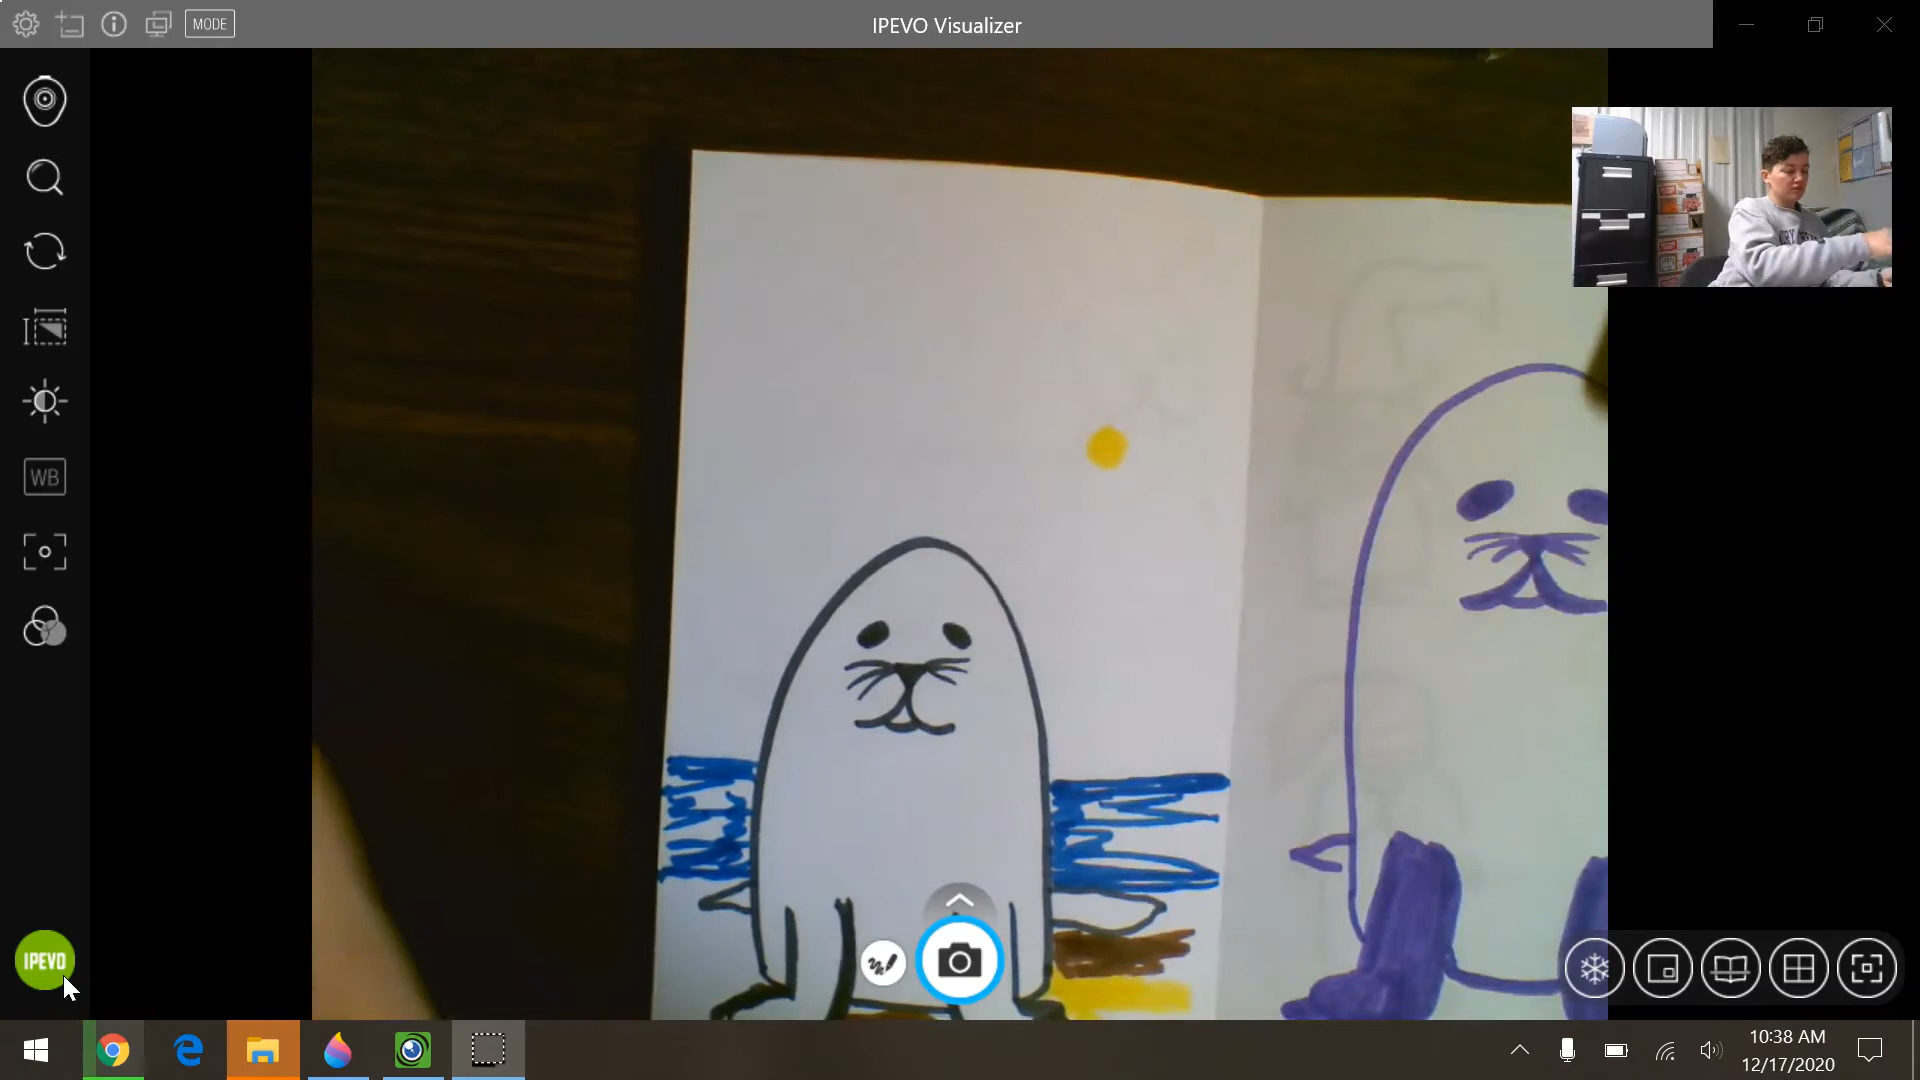 MODE
IPEVO Visualizer
WB
IPEVO
10:38 AM
12/17/2020